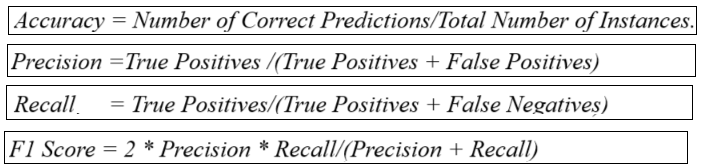 Accuracy = Number of Correct Predictions/Total Number of Instances.
Precision =True Positives /(True Positives + False Positives)
Recall = True Positives/(True Positives + False Negatives)
F1 Score = 2 * Precision * Recall/(Precision + Recall)